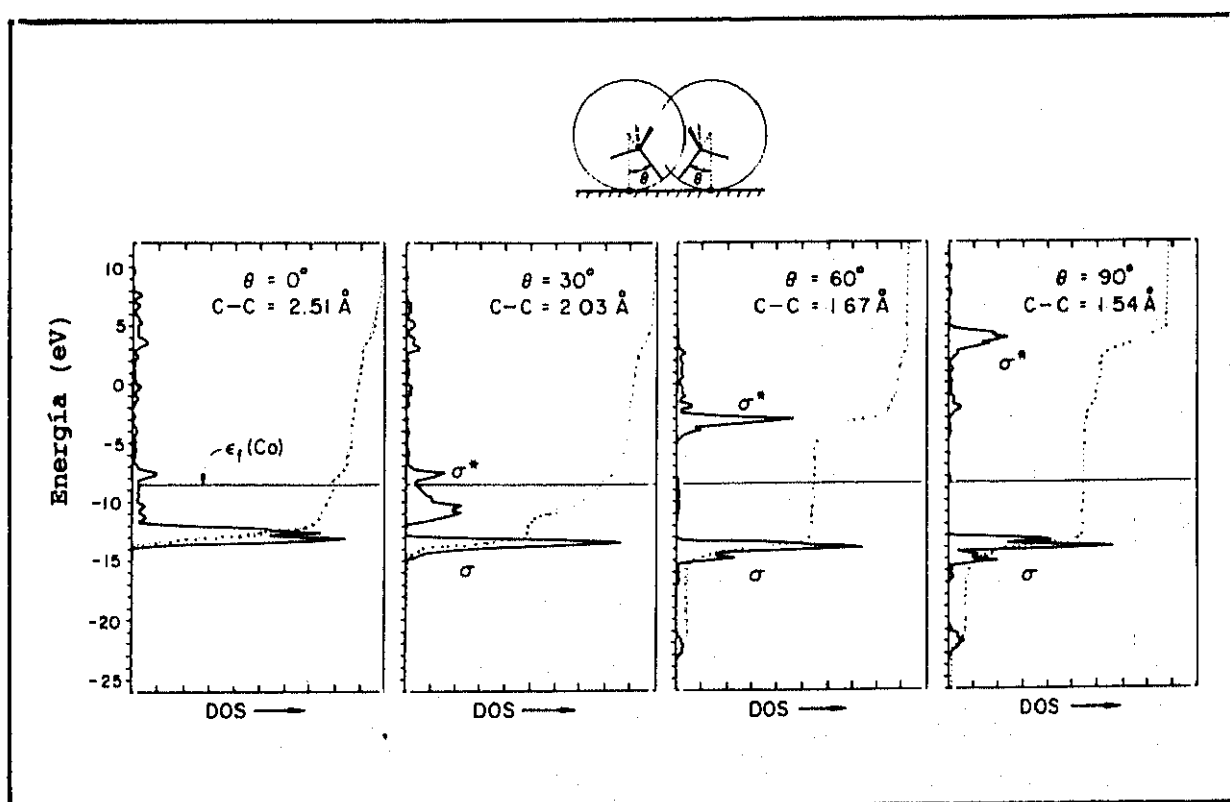 θ θ
Energía (eV)
10
5
0
-5
-10
-15
-20
-25
θ = 0°
C-C = 2.51 Å
ϵf (Co)
DOS →
θ = 30°
C-C = 2.03 Å
σ*
σ
DOS →
θ = 60°
C-C = 1.67 Å
σ*
σ
DOS →
θ = 90°
C-C = 1.54 Å
σ*
σ
DOS →